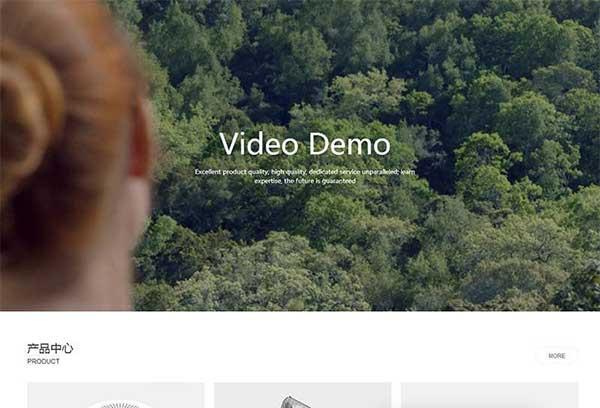 Video Demo
Excellent product quality, high quality, dedicated service unparalleled; learn
expertise, the future is guaranteed
产品中心
PRODUCT
MORE